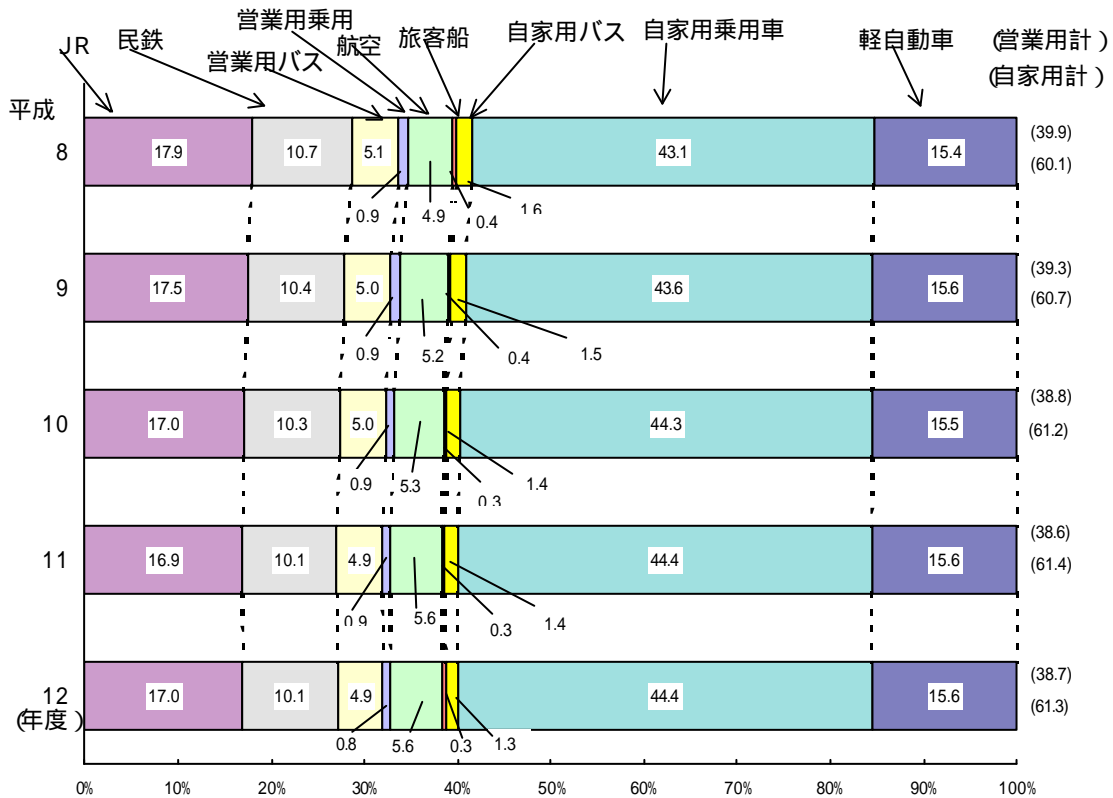 JR 民鉄 営業用バス 営業用乗用 航空 旅客船 自家用バス 自家用乗用車 軽自動車 (営業用計)
(自家用計)
平成
8 17.9 10.7 5.1 43.1 15.4 (39.9)
(60.1)
0.9 4.9 0.4 1.6
9 17.5 10.4 5.0 43.6 15.6 (39.3)
(60.7)
0.9 5.2 0.4 1.5
10 17.0 10.3 5.0 44.3 15.5 (38.8)
(61.2)
0.9 5.3 0.3 1.4
11 16.9 10.1 4.9 44.4 15.6 (38.6)
(61.4)
0.9 5.6 0.3 1.4
12 17.0 10.1 4.9 44.4 15.6 (38.7)
(年度) (61.3)
0.8 5.6 0.3 1.3
0% 10% 20% 30% 40% 50% 60% 70% 80% 90% 100%